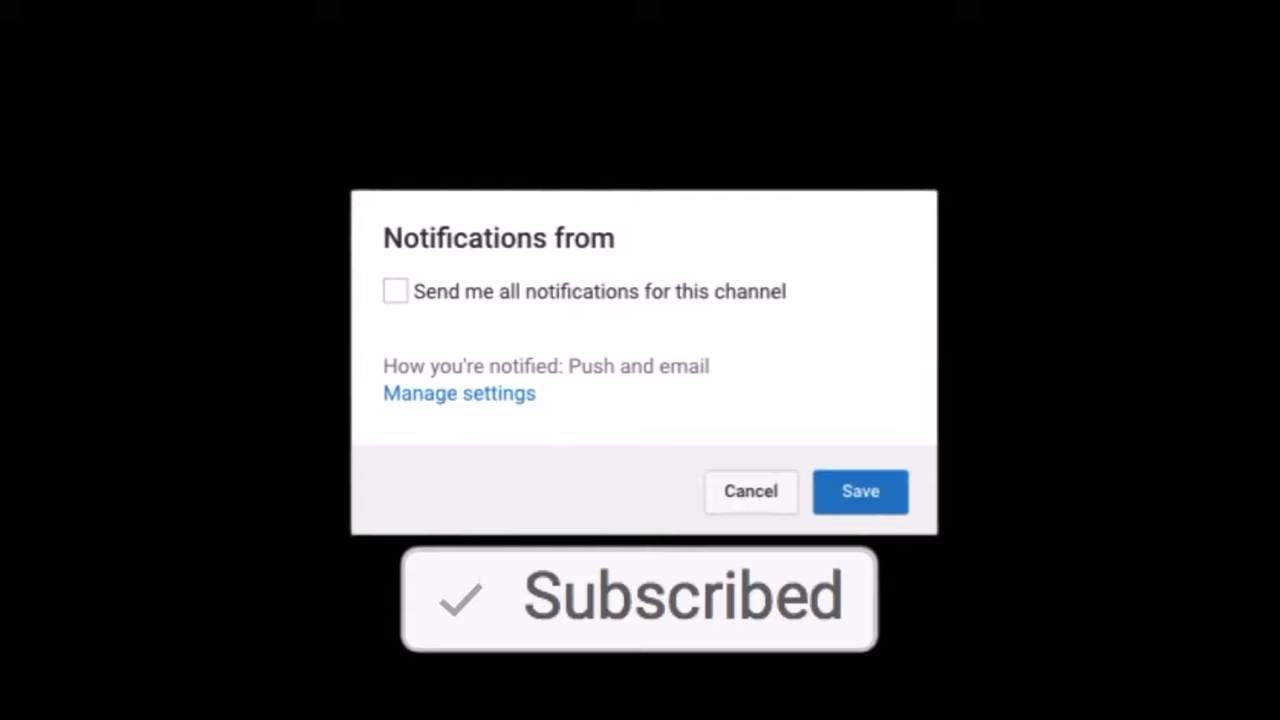 Notifications from
Send me all notifications for this channel
How you're notified: Push and email
Manage settings
Cancel Save
Subscribed